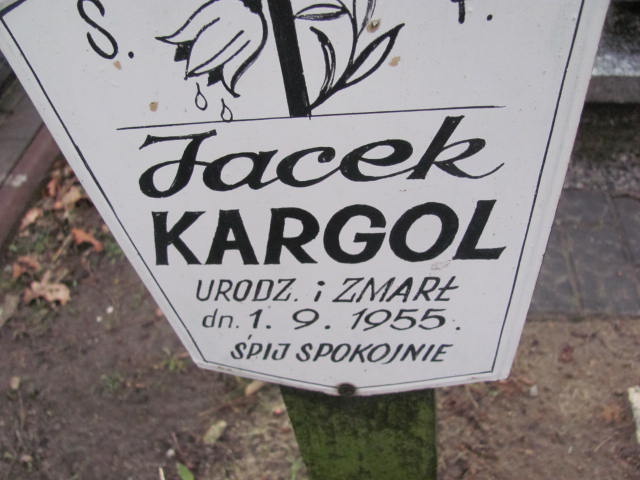 Ś. P.
Jacek
KARGOL
URODZ. i ZMARŁ
dn. 1. 9. 1955.
ŚPIJ SPOKOJNIE